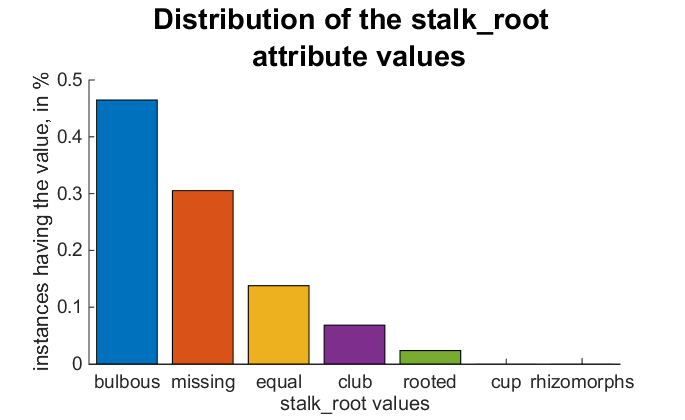 Distribution of the stalk_root
attribute values
instances having the value, in %
0.5
0.4
0.3
0.2
0.1
0
bulbous missing equal club rooted cup rhizomorphs
stalk_root values